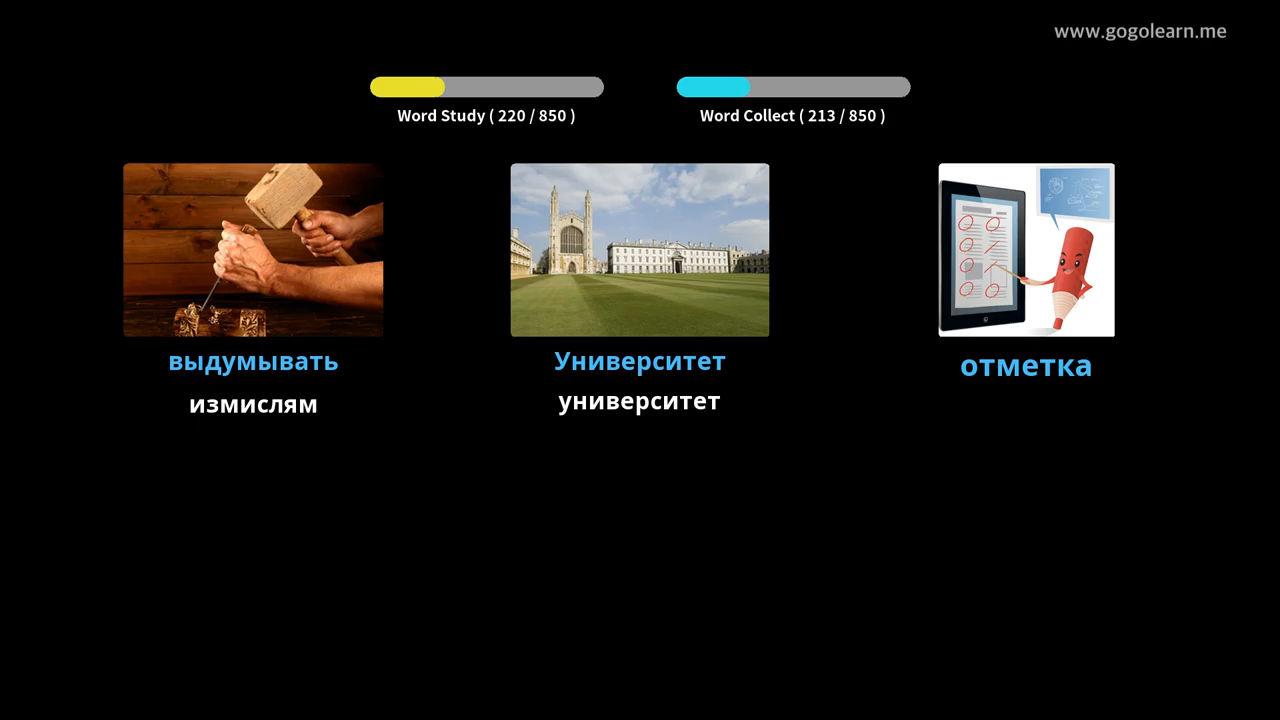 www.gogolearn.me
Word Study ( 220 / 850 )
Word Collect ( 213 / 850 )
выдумывать
измислям
Университет
университет
отметка